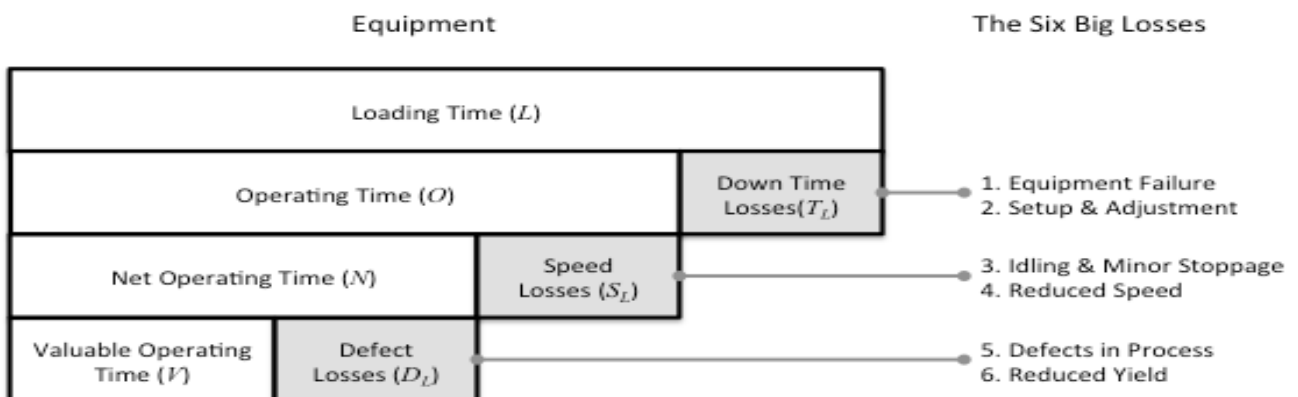 Equipment
The Six Big Losses
Loading Time (L)
Operating Time (O)
Down Time
Losses(T_L)
1. Equipment Failure
2. Setup & Adjustment
Net Operating Time (N)
Speed
Losses (S_L)
3. Idling & Minor Stoppage
4. Reduced Speed
Valuable Operating
Time (V)
Defect
Losses (D_L)
5. Defects in Process
6. Reduced Yield